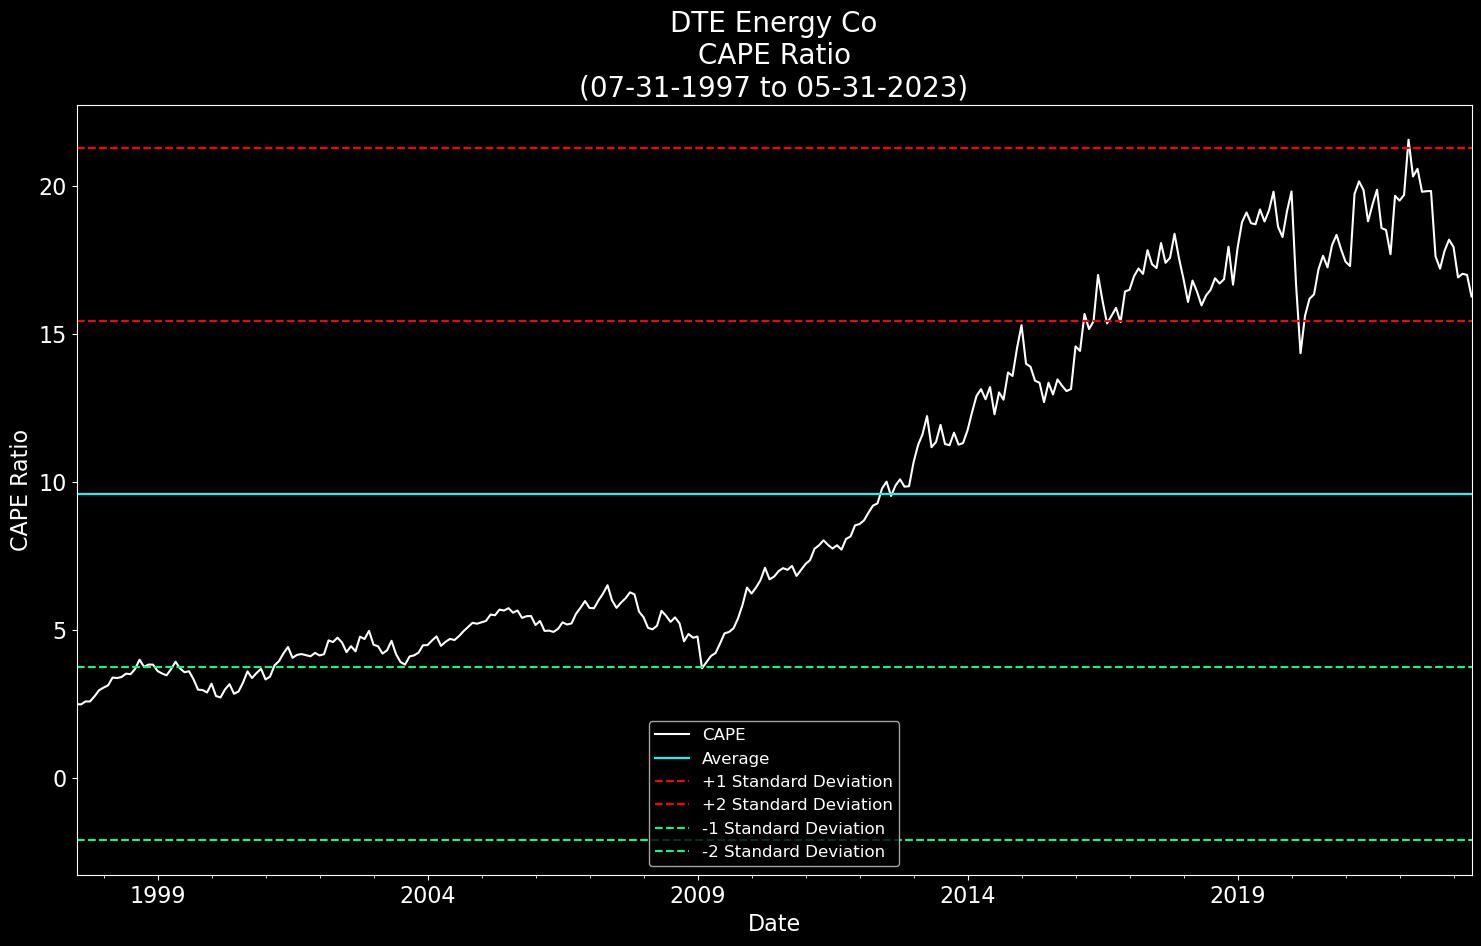 DTE Energy Co
CAPE Ratio
(07-31-1997 to 05-31-2023)
CAPE Ratio
20
15
10
5
0
CAPE
Average
+1 Standard Deviation
+2 Standard Deviation
-1 Standard Deviation
-2 Standard Deviation
1999 2004 2009 2014 2019
Date